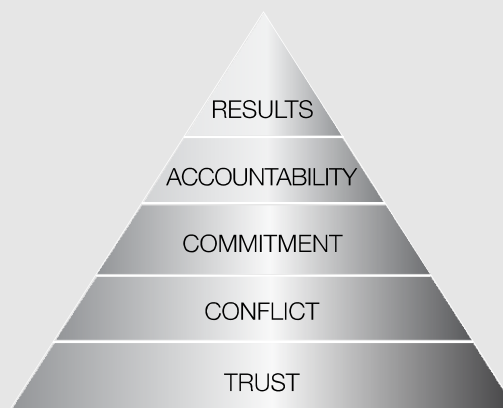 RESULTS
ACCOUNTABILITY
COMMITMENT
CONFLICT
TRUST